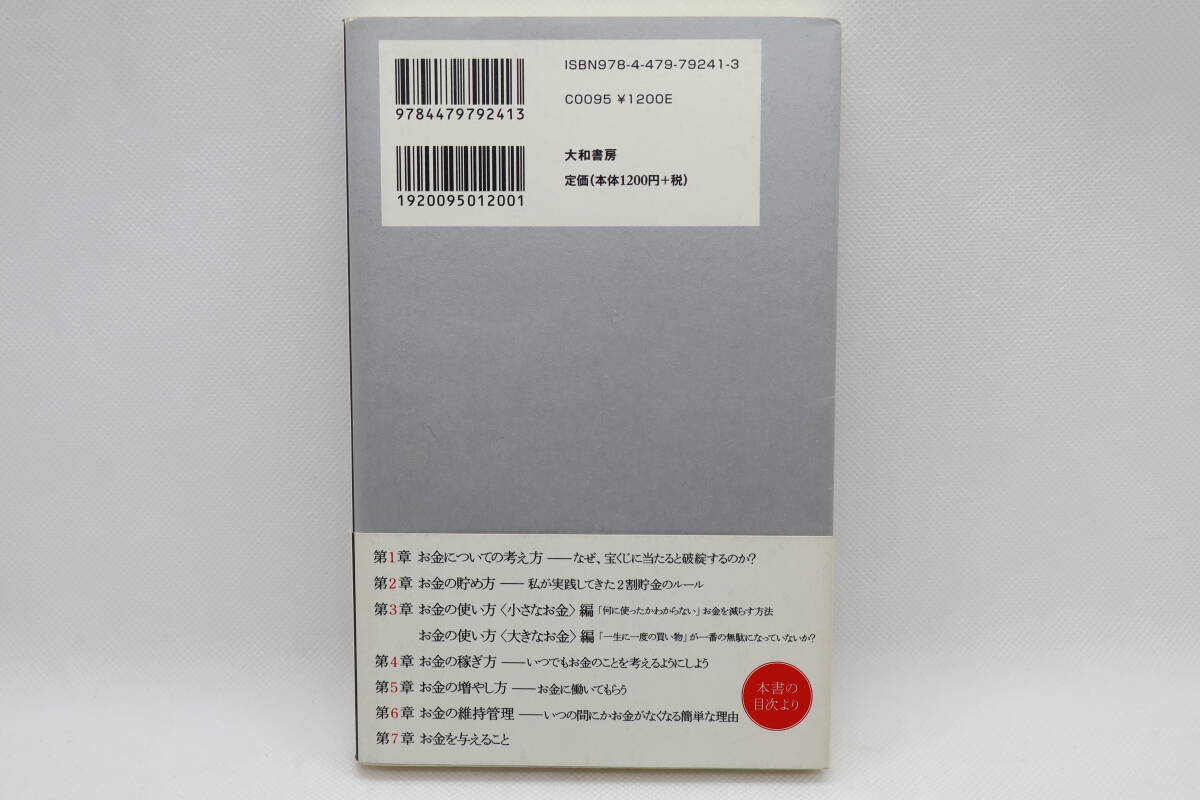 ISBN978-4-479-79241-3
C0095 ¥1200E
9784479792413
大和書房
定価(本体1200円+税)
1920095012001
第1章 お金についての考え方 ——なぜ、宝くじに当たると破綻するのか?
第2章 お金の貯め方 —— 私が実践してきた2割貯金のルール
第3章 お金の使い方〈小さなお金〉編「何に使ったかわからない」お金を減らす方法
お金の使い方〈大きなお金〉編「一生に一度の買い物」が一番の無駄になっていないか?
第4章 お金の稼ぎ方 ——いつでもお金のことを考えるようにしよう
第5章 お金の増やし方 ——お金に働いてもらう
第6章 お金の維持管理 ——いつの間にかお金がなくなる簡単な理由
第7章 お金を与えること
本書の
目次より